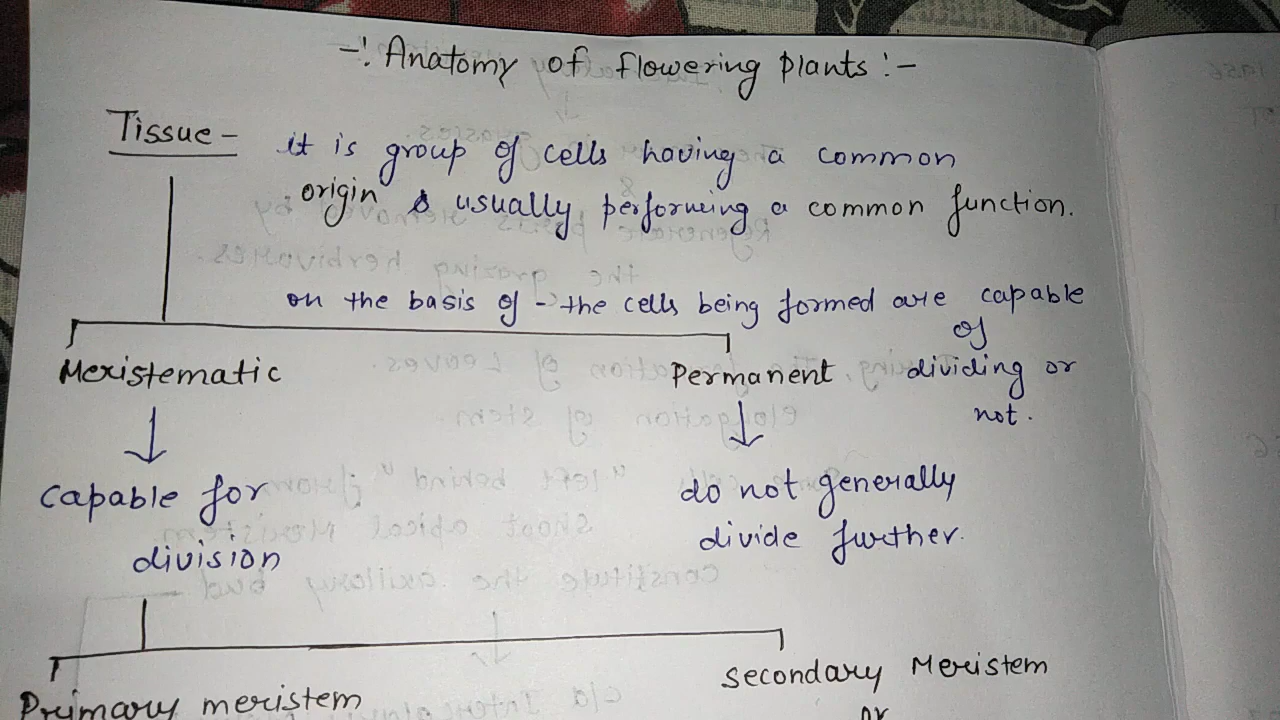 -: Anatomy of flowering plants :-
Tissue - it is group of cells having a common
origin & usually performing a common function.
on the basis of - the cells being formed are capable
of
Meristematic Permanent dividing or
not.
capable for do not generally
division divide further.
Primary meristem secondary Meristem
or